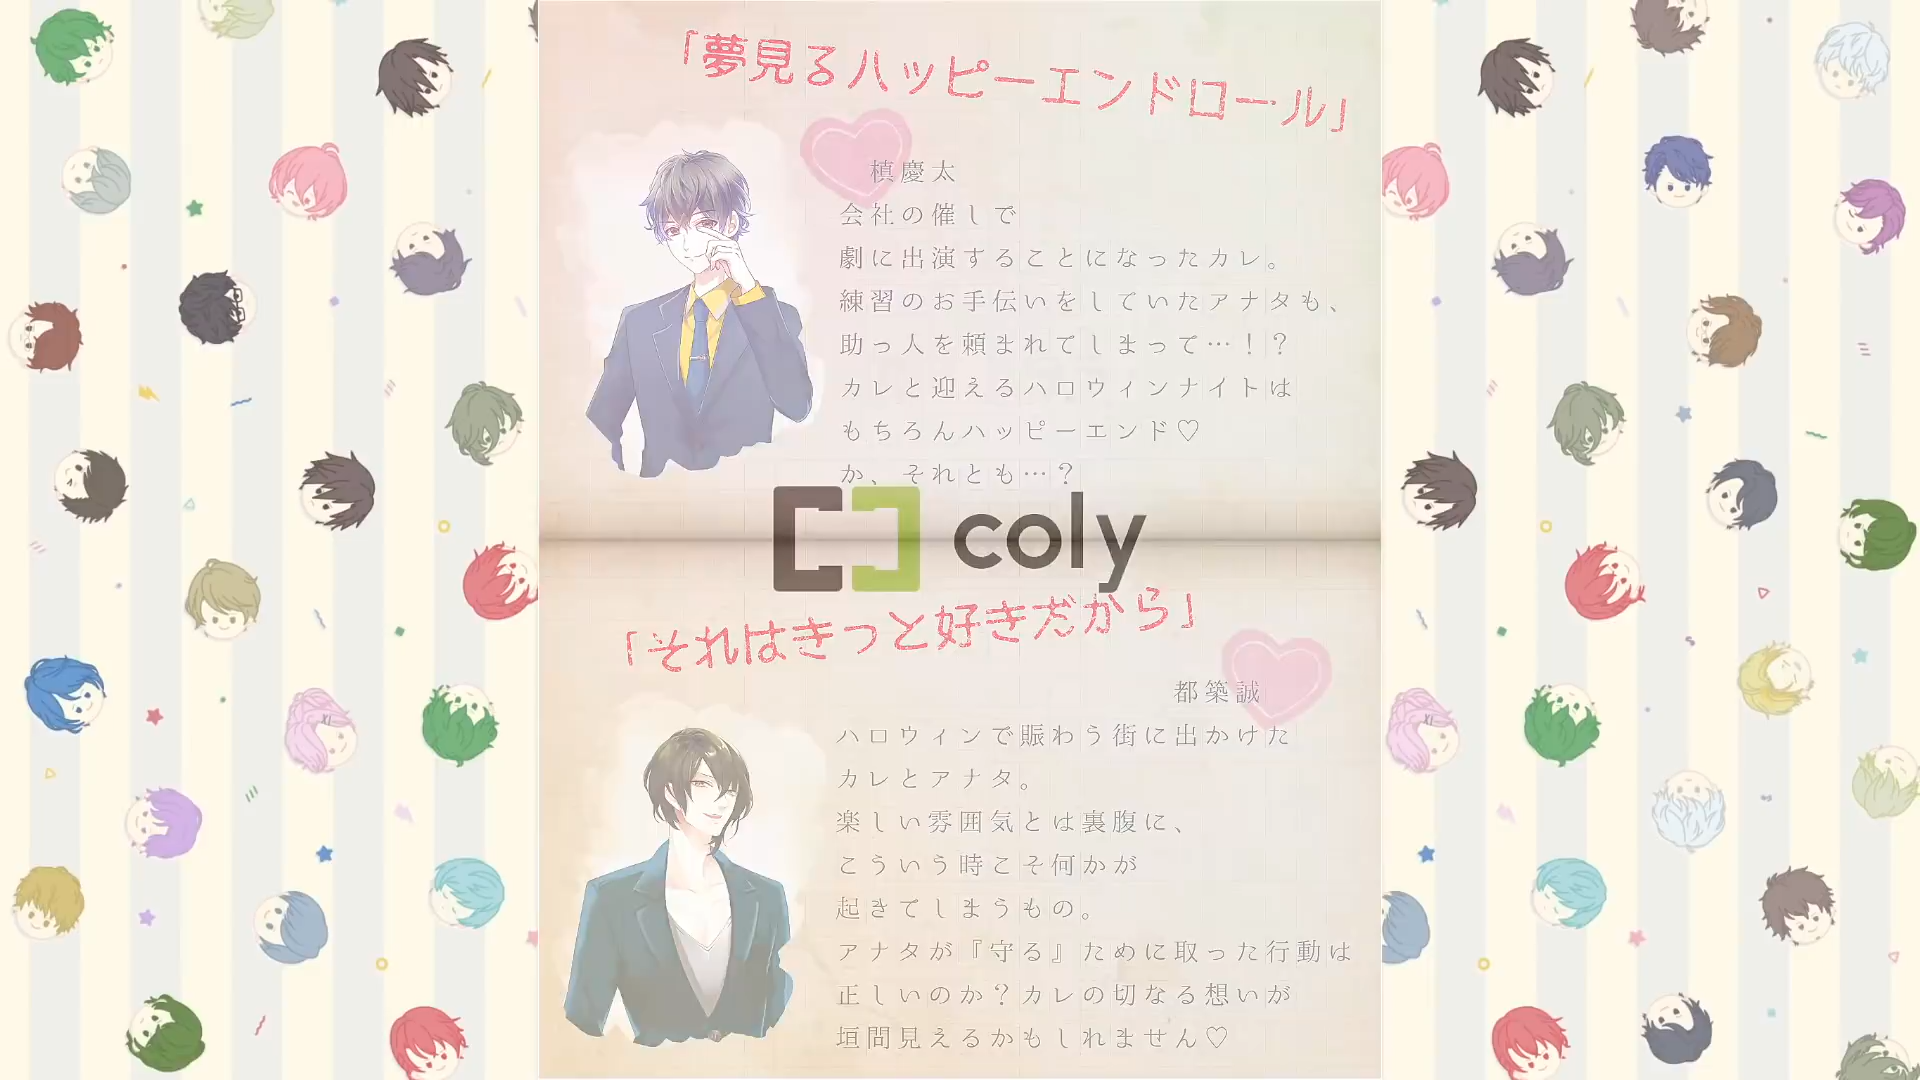 「夢見るハッピーエンドロール」
槙慶太
会社の催しで
劇に出演することになったカレ。
練習のお手伝いをしていたアナタも、
助っ人を頼まれてしまって…！？
カレと迎えるハロウィンナイトは
もちろんハッピーエンド♡
か、それとも…？
coly
「それはきっと好きだから」
都築誠
ハロウィンで賑わう街に出かけた
カレとアナタ。
楽しい雰囲気とは裏腹に、
こういう時こそ何かが
起きてしまうもの。
アナタが『守る』ために取った行動は
正しいのか？カレの切なる想いが
垣間見えるかもしれません♡